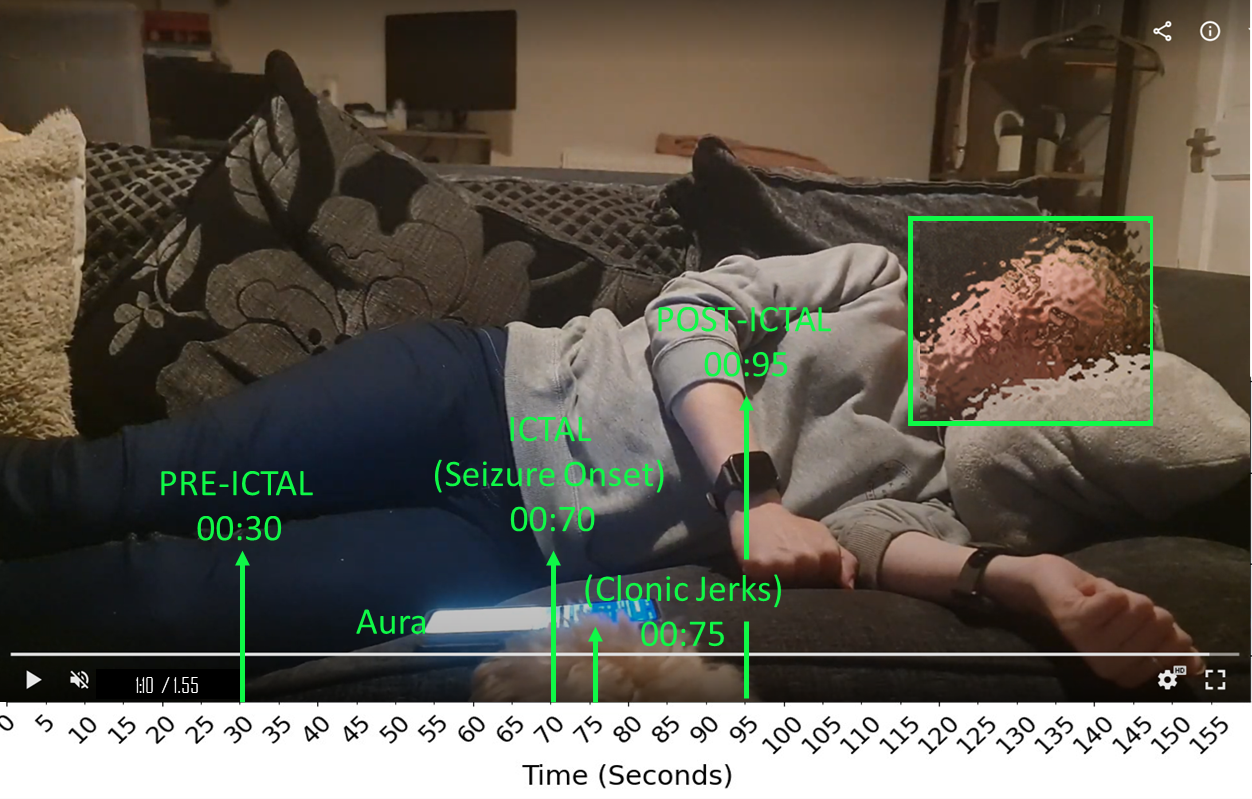 POST-ICTAL
00:95
ICTAL
(Seizure Onset)
00:70
PRE-ICTAL
00:30
(Clonic Jerks)
00:75
Aura
HD
1:10 / 1.55
0 5 10 15 20 25 30 35 40 45 50 55 60 65 70 75 80 85 90 95 100 105 110 115 120 125 130 135 140 145 150 155
Time (Seconds)